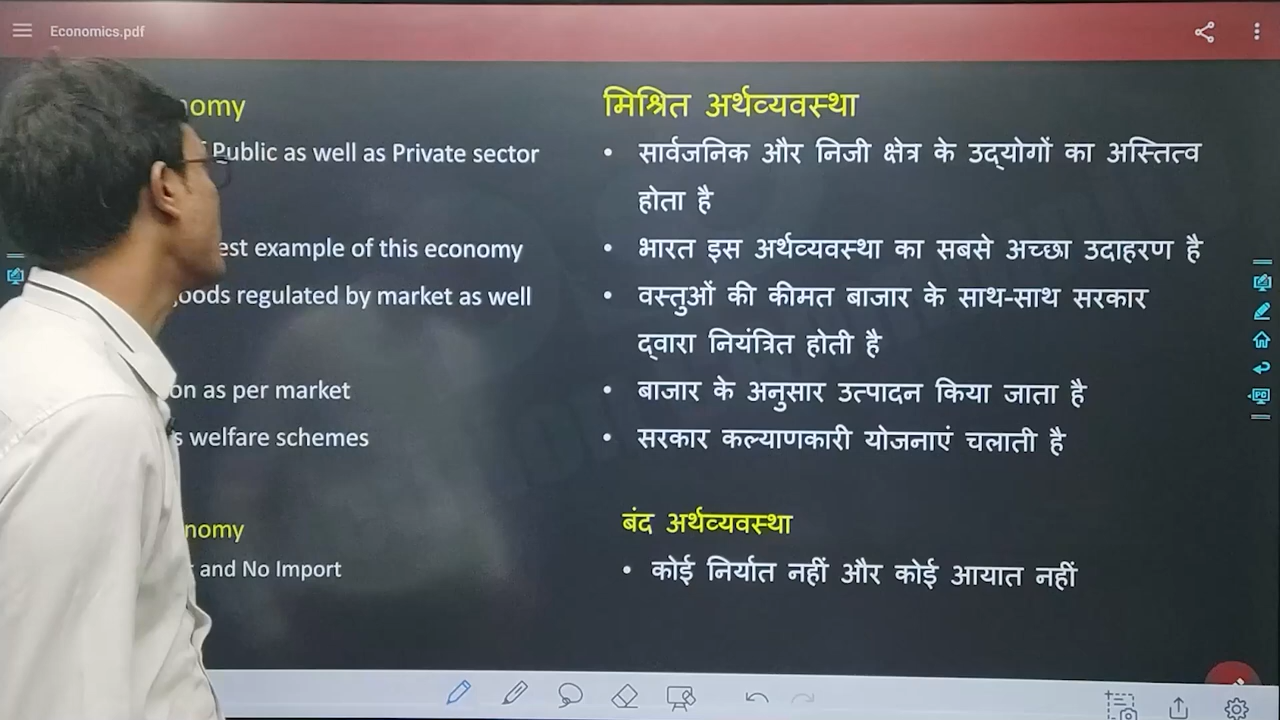 Economics.pdf
nomy
Public as well as Private sector
est example of this economy
oods regulated by market as well
on as per market
s welfare schemes
nomy
and No Import
मिश्रित अर्थव्यवस्था
• सार्वजनिक और निजी क्षेत्र के उद्योगों का अस्तित्व
होता है
• भारत इस अर्थव्यवस्था का सबसे अच्छा उदाहरण है
• वस्तुओं की कीमत बाजार के साथ-साथ सरकार
द्वारा नियंत्रित होती है
• बाजार के अनुसार उत्पादन किया जाता है
• सरकार कल्याणकारी योजनाएं चलाती है
बंद अर्थव्यवस्था
• कोई निर्यात नहीं और कोई आयात नहीं